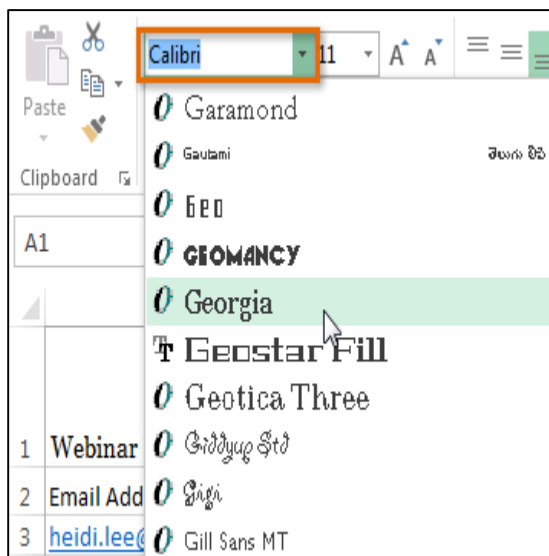 Calibri
11
A A
Paste
Clipboard
A1
Garamond
Gautami
Geo
GEOMANCY
Georgia
Geostar Fill
Geotica Three
Giddyup Std
Gigi
Gill Sans MT
1 Webinar
2 Email Add
3 heidi.lee@